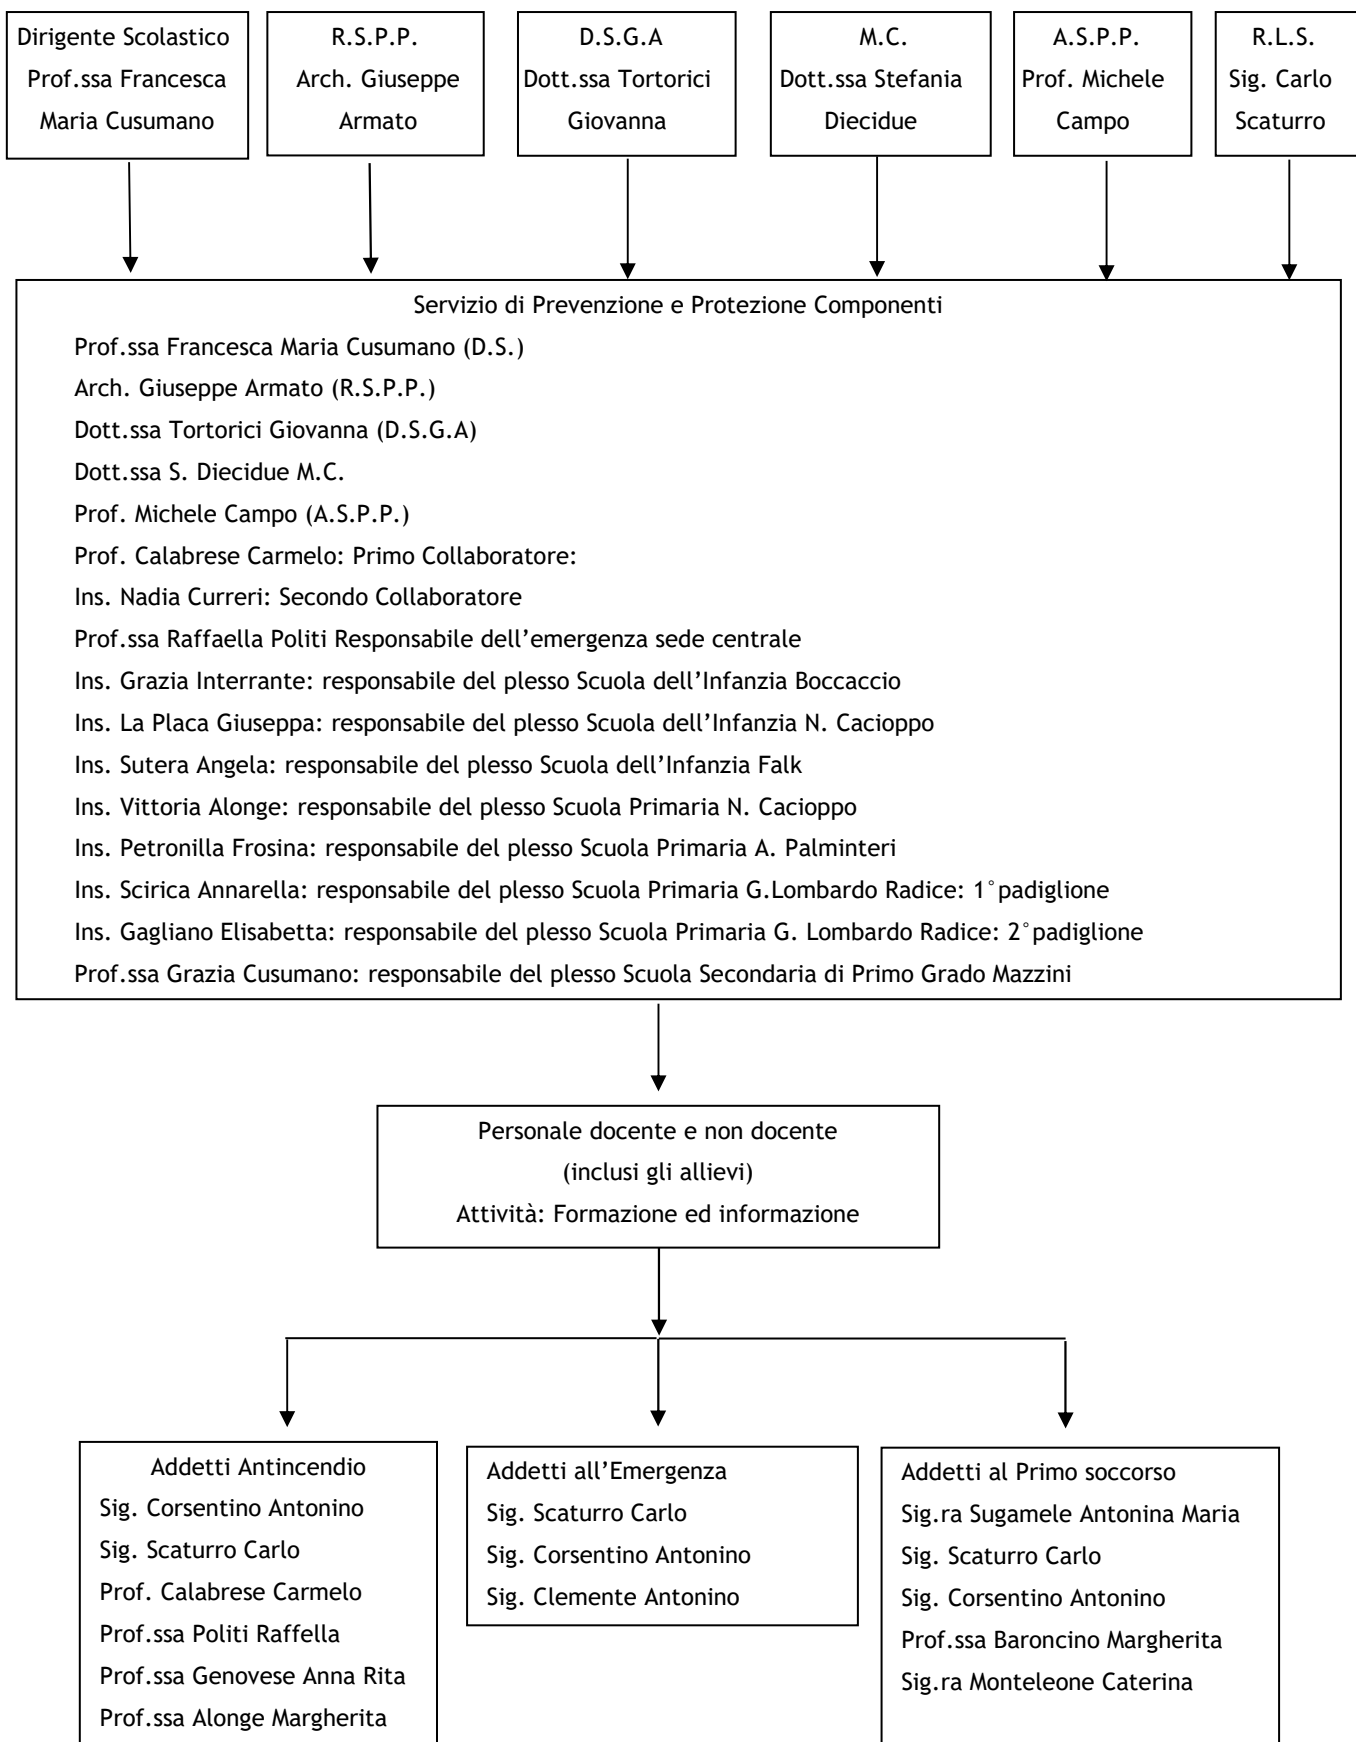 Dirigente Scolastico
Prof.ssa Francesca
Maria Cusumano
R.S.P.P.
Arch. Giuseppe
Armato
D.S.G.A
Dott.ssa Tortorici
Giovanna
M.C.
Dott.ssa Stefania
Diecidue
A.S.P.P.
Prof. Michele
Campo
R.L.S.
Sig. Carlo
Scaturro
Servizio di Prevenzione e Protezione Componenti
Prof.ssa Francesca Maria Cusumano (D.S.)
Arch. Giuseppe Armato (R.S.P.P.)
Dott.ssa Tortorici Giovanna (D.S.G.A)
Dott.ssa S. Diecidue M.C.
Prof. Michele Campo (A.S.P.P.)
Prof. Calabrese Carmelo: Primo Collaboratore:
Ins. Nadia Curreri: Secondo Collaboratore
Prof.ssa Raffaella Politi Responsabile dell’emergenza sede centrale
Ins. Grazia Interrante: responsabile del plesso Scuola dell’Infanzia Boccaccio
Ins. La Placa Giuseppa: responsabile del plesso Scuola dell’Infanzia N. Cacioppo
Ins. Sutera Angela: responsabile del plesso Scuola dell’Infanzia Falk
Ins. Vittoria Alonge: responsabile del plesso Scuola Primaria N. Cacioppo
Ins. Petronilla Frosina: responsabile del plesso Scuola Primaria A. Palminteri
Ins. Scirica Annarella: responsabile del plesso Scuola Primaria G.Lombardo Radice: 1°padiglione
Ins. Gagliano Elisabetta: responsabile del plesso Scuola Primaria G. Lombardo Radice: 2°padiglione
Prof.ssa Grazia Cusumano: responsabile del plesso Scuola Secondaria di Primo Grado Mazzini
Personale docente e non docente
(inclusi gli allievi)
Attività: Formazione ed informazione
Addetti Antincendio
Sig. Corsentino Antonino
Sig. Scaturro Carlo
Prof. Calabrese Carmelo
Prof.ssa Politi Raffella
Prof.ssa Genovese Anna Rita
Prof.ssa Alonge Margherita
Addetti all’Emergenza
Sig. Scaturro Carlo
Sig. Corsentino Antonino
Sig. Clemente Antonino
Addetti al Primo soccorso
Sig.ra Sugamele Antonina Maria
Sig. Scaturro Carlo
Sig. Corsentino Antonino
Prof.ssa Baroncino Margherita
Sig.ra Monteleone Caterina